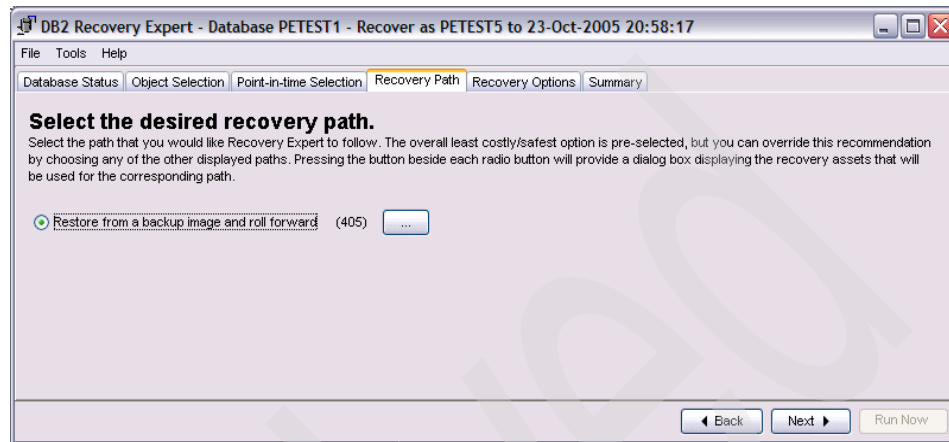 DB2 Recovery Expert - Database PETEST1 - Recover as PETEST5 to 23-Oct-2005 20:58:17
File Tools Help
Database Status Object Selection Point-in-time Selection Recovery Path Recovery Options Summary
Select the desired recovery path.
Select the path that you would like Recovery Expert to follow. The overall least costly/safest option is pre-selected, but you can override this recommendation
by choosing any of the other displayed paths. Pressing the button beside each radio button will provide a dialog box displaying the recovery assets that will
be used for the corresponding path.
Restore from a backup image and roll forward (405) ...
Back Next Run Now